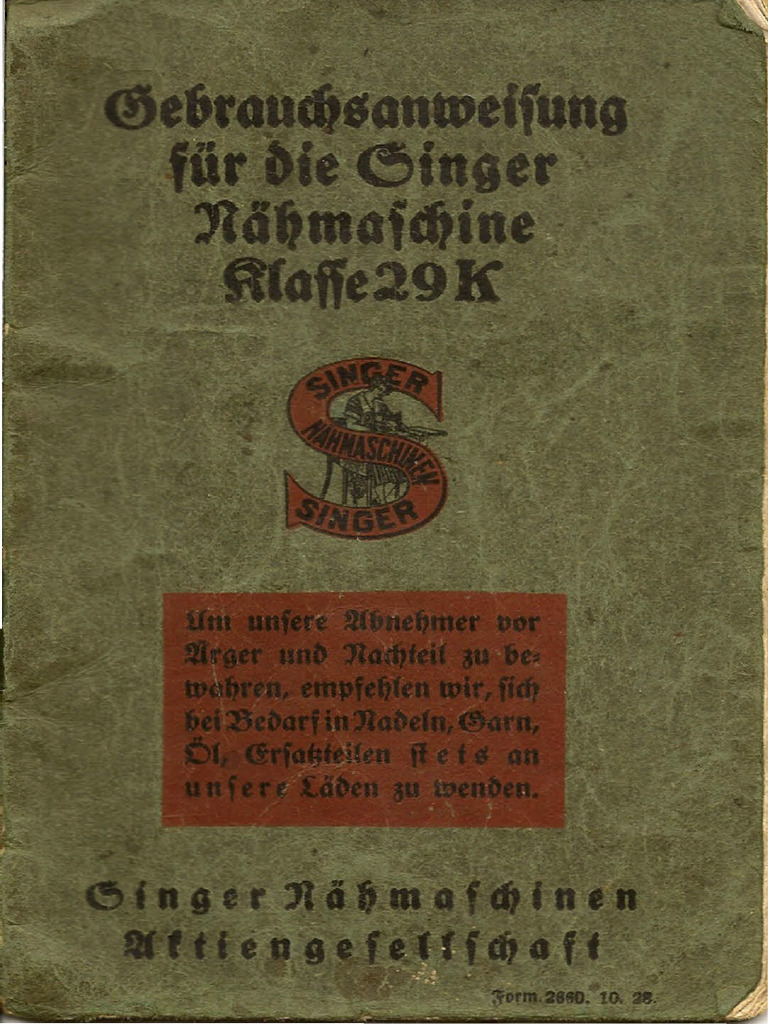 Gebrauchsanweisung
für die Singer
Nähmaschine
Klasse 29K
SINGER
NÄHMASCHINEN
SINGER
Um unsere Abnehmer vor
Ärger und Nachteil zu be-
wahren, empfehlen wir, sich
bei Bedarf in Nadeln, Garn,
Öl, Ersatzteilen stets an
unsere Läden zu wenden.
Singer Nähmaschinen
Aktiengesellschaft
Form. 10. 28.